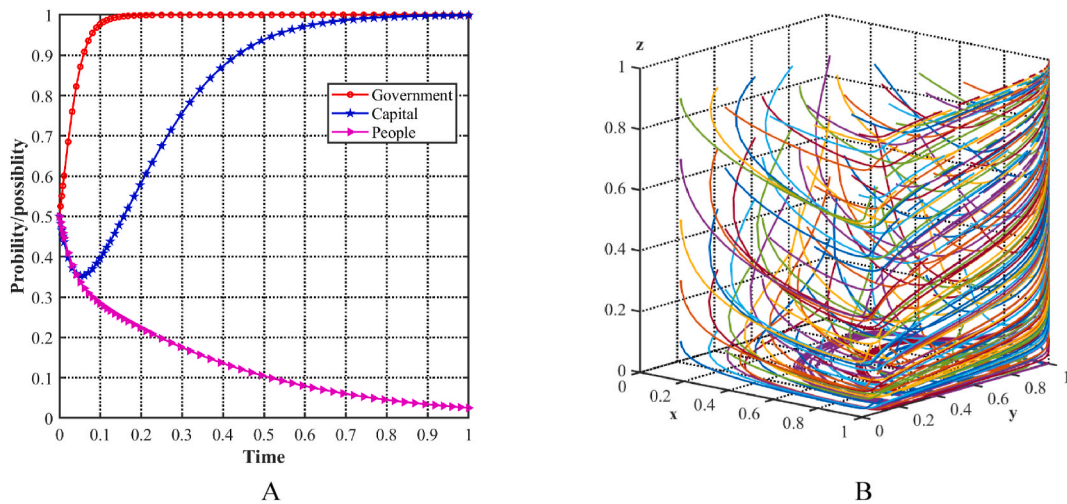 Probility/possibility
1
0.9
0.8
0.7
0.6
0.5
0.4
0.3
0.2
0.1
0
0 0.1 0.2 0.3 0.4 0.5 0.6 0.7 0.8 0.9 1
Time
Government
Capital
People
A
z
1
0.8
0.6
0.4
0.2
0
0 0.2 0.4 0.6 0.8 1
x
0 0.2 0.4 0.6 0.8 1
y
B